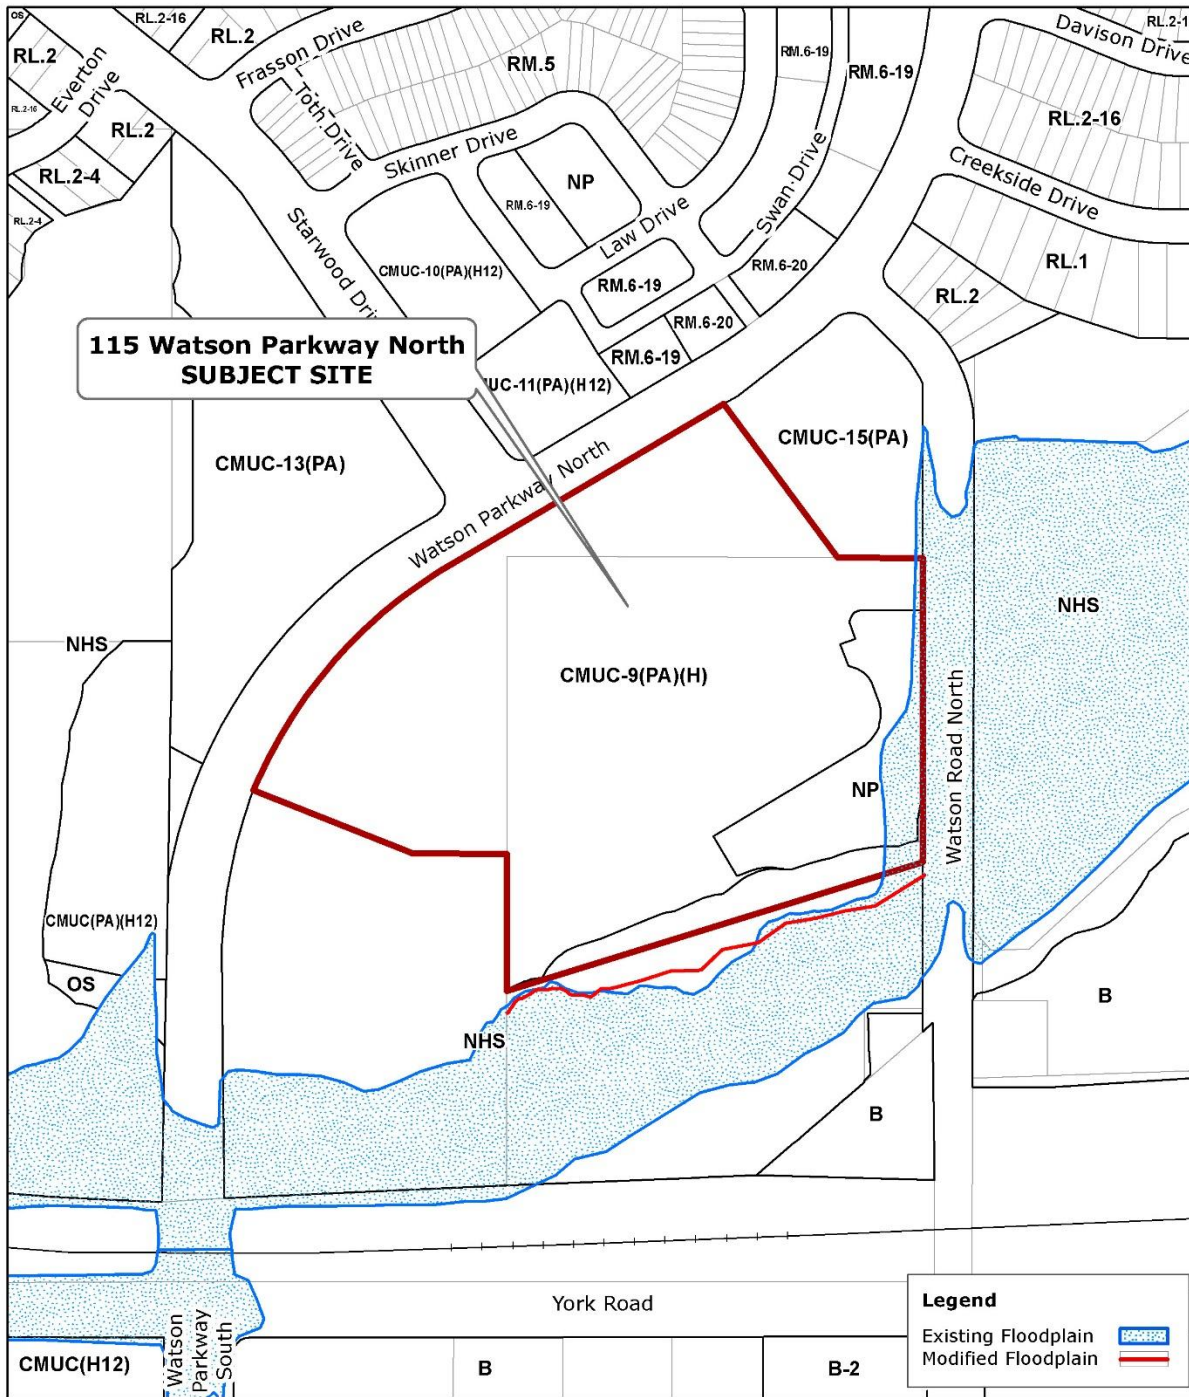 OS
RL.2-16
RL.2
Frasson Drive
RM.5
RM.6-19
RM.6-19
Davison Drive
RL.2
Everton
Drive
RL.2-16
RL.2
Toth Drive
Skinner Drive
RL.2-16
RL.2-4
RL.2-4
RM.6-19
NP
Law Drive
Swan Drive
Creekside Drive
Starwood
CMUC-10(PA)(H12)
RM.6-19
RM.6-20
RL.1
RL.2
RM.6-20
RM.6-19
115 Watson Parkway North
SUBJECT SITE
UC-11(PA)(H12)
CMUC-13(PA)
Watson Parkway North
CMUC-15(PA)
NHS
NHS
CMUC-9(PA)(H)
NP
Watson Road North
CMUC(PA)(H12)
OS
NHS
B
B
York Road
Watson
Parkway
South
CMUC(H12)
B
B-2
Legend
Existing Floodplain
Modified Floodplain